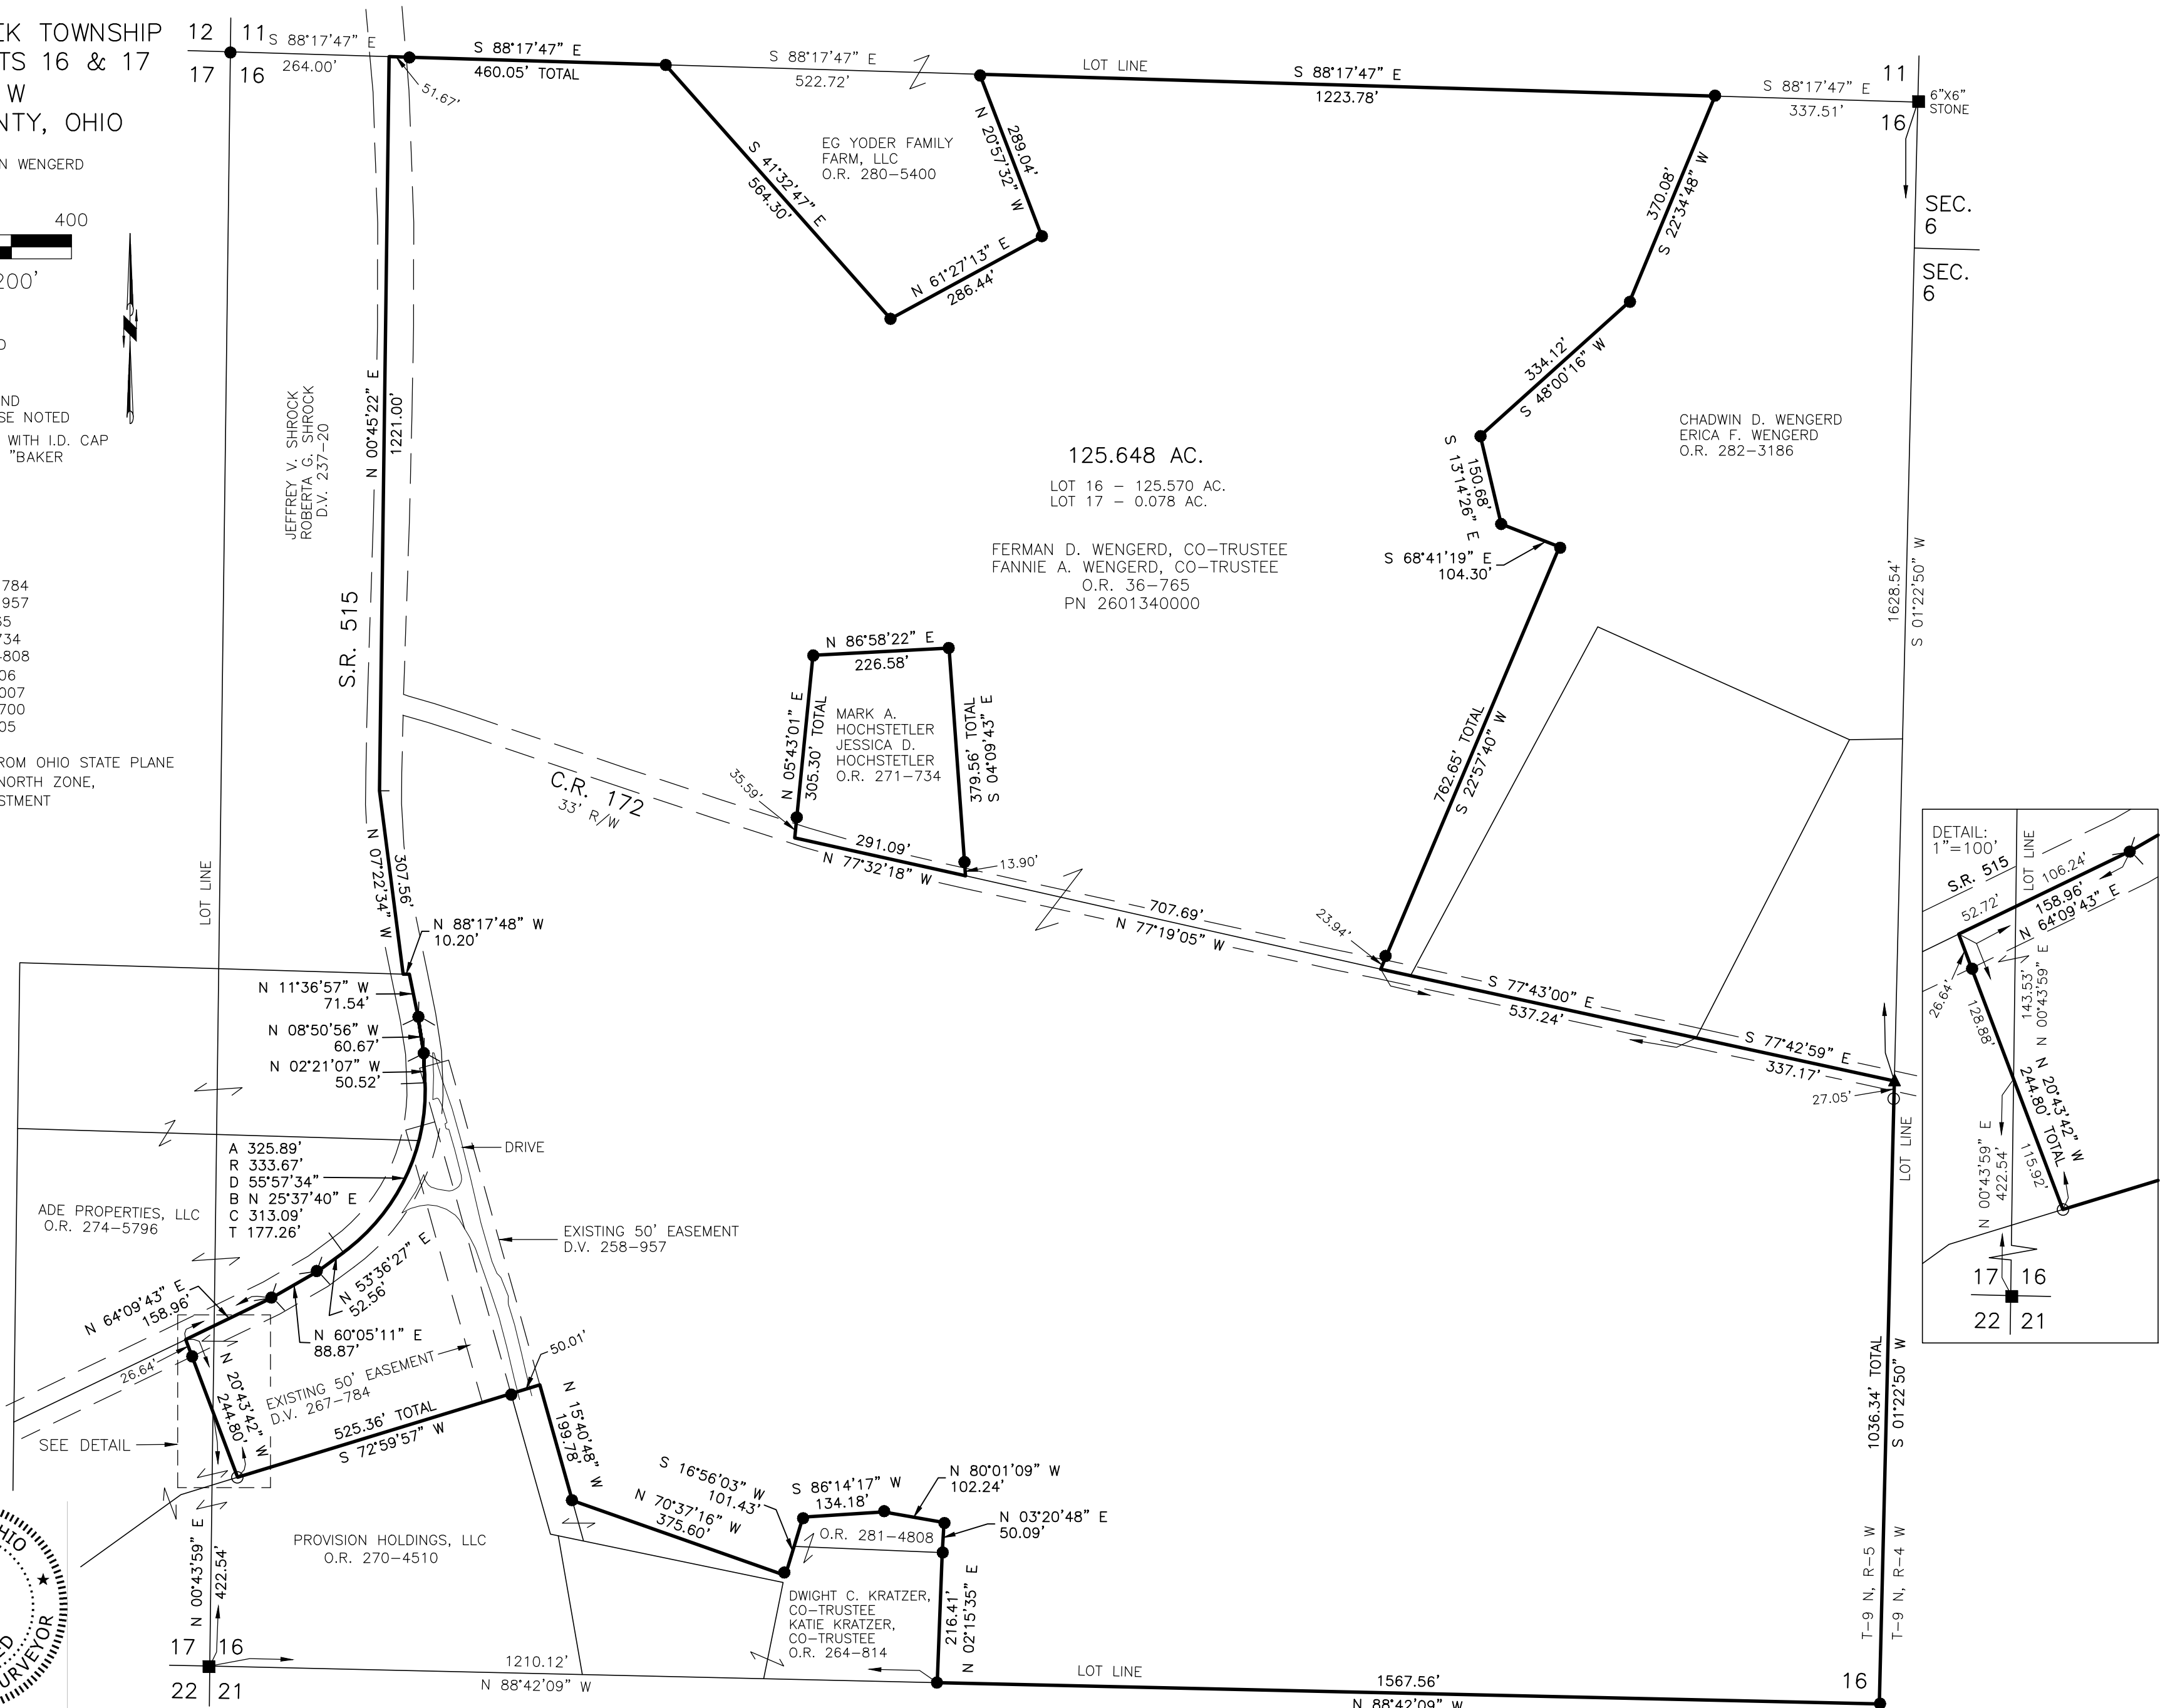 EK TOWNSHIP
TS 16 & 17
W
NTY, OHIO
N WENGERD
400
200'
ND
SE NOTED
WITH I.D. CAP
"BAKER
784
957
734
808
06
007
700
05
ROM OHIO STATE PLANE
NORTH ZONE,
STMENT
12 11
17 16
S 88°17'47" E
264.00'
51.67'
S 88°17'47" E
460.05' TOTAL
S 88°17'47" E
522.72'
LOT LINE
S 88°17'47" E
1223.78'
S 88°17'47" E
337.51'
11
16
6"X6"
STONE
SEC.
6
SEC.
6
EG YODER FAMILY
FARM, LLC
O.R. 280-5400
S 41°32'47" E
564.30'
N 61°27'13" E
286.44'
289.04'
N 20°57'32" W
370.08'
S 22°34'48" W
334.12'
S 48°00'16" W
150.68'
S 13°14'26" E
S 68°41'19" E
104.30'
CHADWIN D. WENGERD
ERICA F. WENGERD
O.R. 282-3186
1628.54'
S 01°22'50" W
JEFFREY V. SHROCK
ROBERTA G. SHROCK
D.V. 237-20
N 00°45'22" E
1221.00'
S.R. 515
125.648 AC.
LOT 16 - 125.570 AC.
LOT 17 - 0.078 AC.
FERMAN D. WENGERD, CO-TRUSTEE
FANNIE A. WENGERD, CO-TRUSTEE
O.R. 36-765
PN 2601340000
N 86°58'22" E
226.58'
N 05°43'01" E
305.30' TOTAL
MARK A.
HOCHSTETLER
JESSICA D.
HOCHSTETLER
O.R. 271-734
379.56' TOTAL
S 04°09'43" E
35.59'
13.90'
291.09'
N 77°32'18" W
C.R. 172
33' R/W
707.69'
N 77°19'05" W
762.65' TOTAL
S 22°57'40" W
23.94'
S 77°43'00" E
537.24'
S 77°42'59" E
337.17'
27.05'
LOT LINE
LOT LINE
307.56'
N 07°22'34" W
N 88°17'48" W
10.20'
N 11°36'57" W
71.54'
N 08°50'56" W
60.67'
N 02°21'07" W
50.52'
A 325.89'
R 333.67'
D 55°57'34"
B N 25°37'40" E
C 313.09'
T 177.26'
DRIVE
EXISTING 50' EASEMENT
D.V. 258-957
ADE PROPERTIES, LLC
O.R. 274-5796
N 53°36'27" E
52.56'
N 60°05'11" E
88.87'
N 64°09'43" E
158.96'
26.64'
N 20°43'42" W
244.80'
EXISTING 50' EASEMENT
D.V. 267-784
SEE DETAIL
525.36' TOTAL
S 72°59'57" W
50.01'
N 15°40'48" W
199.78'
S 16°56'03" W
101.43'
N 70°37'16" W
375.60'
S 86°14'17" W
134.18'
N 80°01'09" W
102.24'
N 03°20'48" E
50.09'
O.R. 281-4808
PROVISION HOLDINGS, LLC
O.R. 270-4510
DWIGHT C. KRATZER,
CO-TRUSTEE
KATIE KRATZER,
CO-TRUSTEE
O.R. 264-814
216.41'
N 02°15'35" E
N 00°43'59" E
422.54'
17 16
22 21
1210.12'
N 88°42'09" W
LOT LINE
1567.56'
N 88°42'09" W
16
1036.34' TOTAL
S 01°22'50" W
T-9 N, R-5 W
T-9 N, R-4 W
DETAIL:
1"=100'
S.R. 515
LOT LINE
52.72'
106.24'
158.96'
N 64°09'43" E
26.64'
128.88'
143.53'
N 00°43'59" E
N 20°43'42" W
244.80' TOTAL
115.92'
N 00°43'59" E
422.54'
17 16
22 21
HIO
SURVEYOR